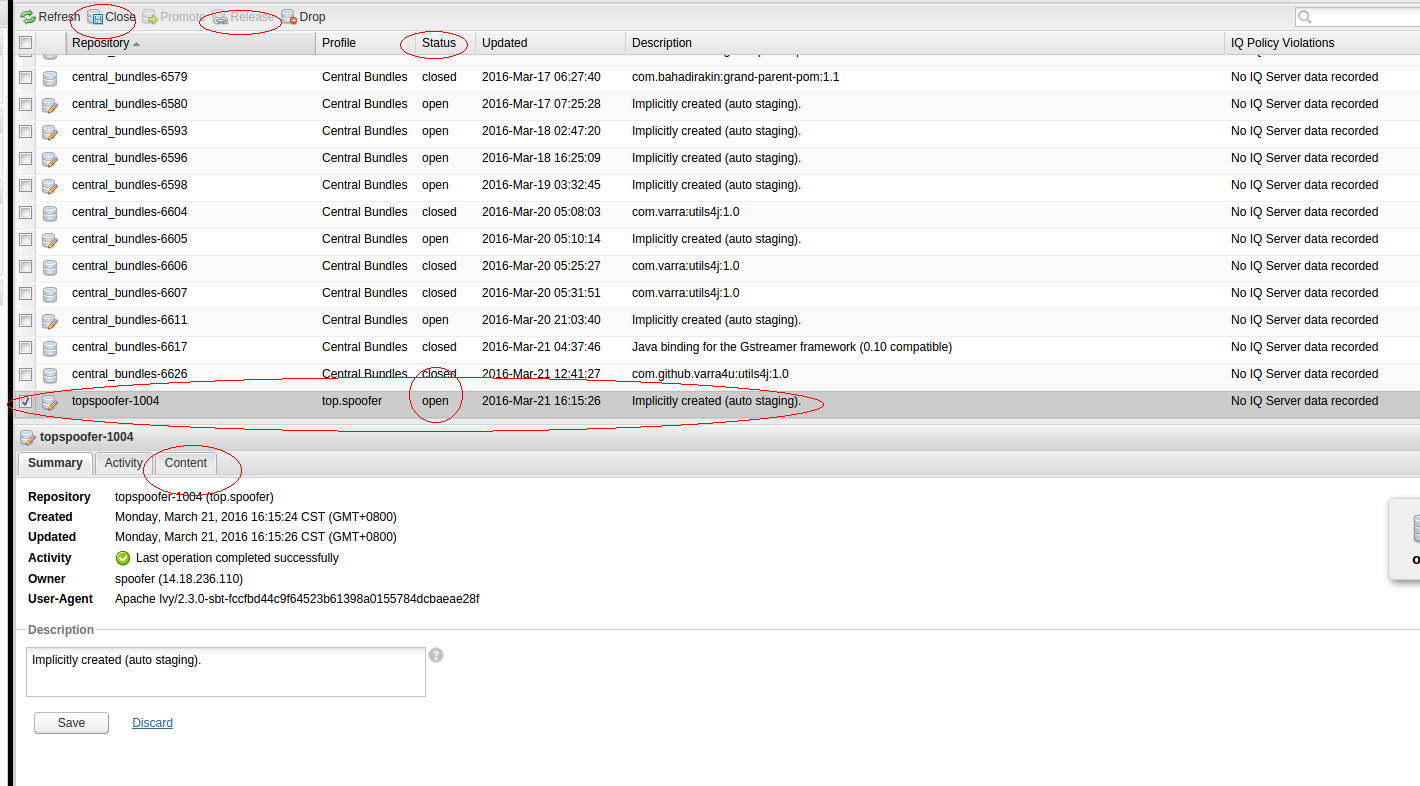 Refresh Close Promote Release Drop
Repository Profile Status Updated Description IQ Policy Violations
central_bundles-6579 Central Bundles closed 2016-Mar-17 06:27:40 com.bahadirakin:grand-parent-pom:1.1 No IQ Server data recorded
central_bundles-6580 Central Bundles open 2016-Mar-17 07:25:28 Implicitly created (auto staging). No IQ Server data recorded
central_bundles-6593 Central Bundles open 2016-Mar-18 02:47:20 Implicitly created (auto staging). No IQ Server data recorded
central_bundles-6596 Central Bundles open 2016-Mar-18 16:25:09 Implicitly created (auto staging). No IQ Server data recorded
central_bundles-6598 Central Bundles open 2016-Mar-19 03:32:45 Implicitly created (auto staging). No IQ Server data recorded
central_bundles-6604 Central Bundles closed 2016-Mar-20 05:08:03 com.varra:utils4j:1.0 No IQ Server data recorded
central_bundles-6605 Central Bundles open 2016-Mar-20 05:10:14 Implicitly created (auto staging). No IQ Server data recorded
central_bundles-6606 Central Bundles closed 2016-Mar-20 05:25:27 com.varra:utils4j:1.0 No IQ Server data recorded
central_bundles-6607 Central Bundles closed 2016-Mar-20 05:31:51 com.varra:utils4j:1.0 No IQ Server data recorded
central_bundles-6611 Central Bundles open 2016-Mar-20 21:03:40 Implicitly created (auto staging). No IQ Server data recorded
central_bundles-6617 Central Bundles closed 2016-Mar-21 04:37:46 Java binding for the Gstreamer framework (0.10 compatible) No IQ Server data recorded
central_bundles-6626 Central Bundles closed 2016-Mar-21 12:41:27 com.github.varra4u:utils4j:1.0 No IQ Server data recorded
topspoofer-1004 top.spoofer open 2016-Mar-21 16:15:26 Implicitly created (auto staging). No IQ Server data recorded
topspoofer-1004
Summary Activity Content
Repository topspoofer-1004 (top.spoofer)
Created Monday, March 21, 2016 16:15:24 CST (GMT+0800)
Updated Monday, March 21, 2016 16:15:26 CST (GMT+0800)
Activity Last operation completed successfully
Owner spoofer (14.18.236.110)
User-Agent Apache Ivy/2.3.0-sbt-fccfbd44c9f64523b61398a0155784dcbaeae28f
Description
Implicitly created (auto staging).
Save Discard